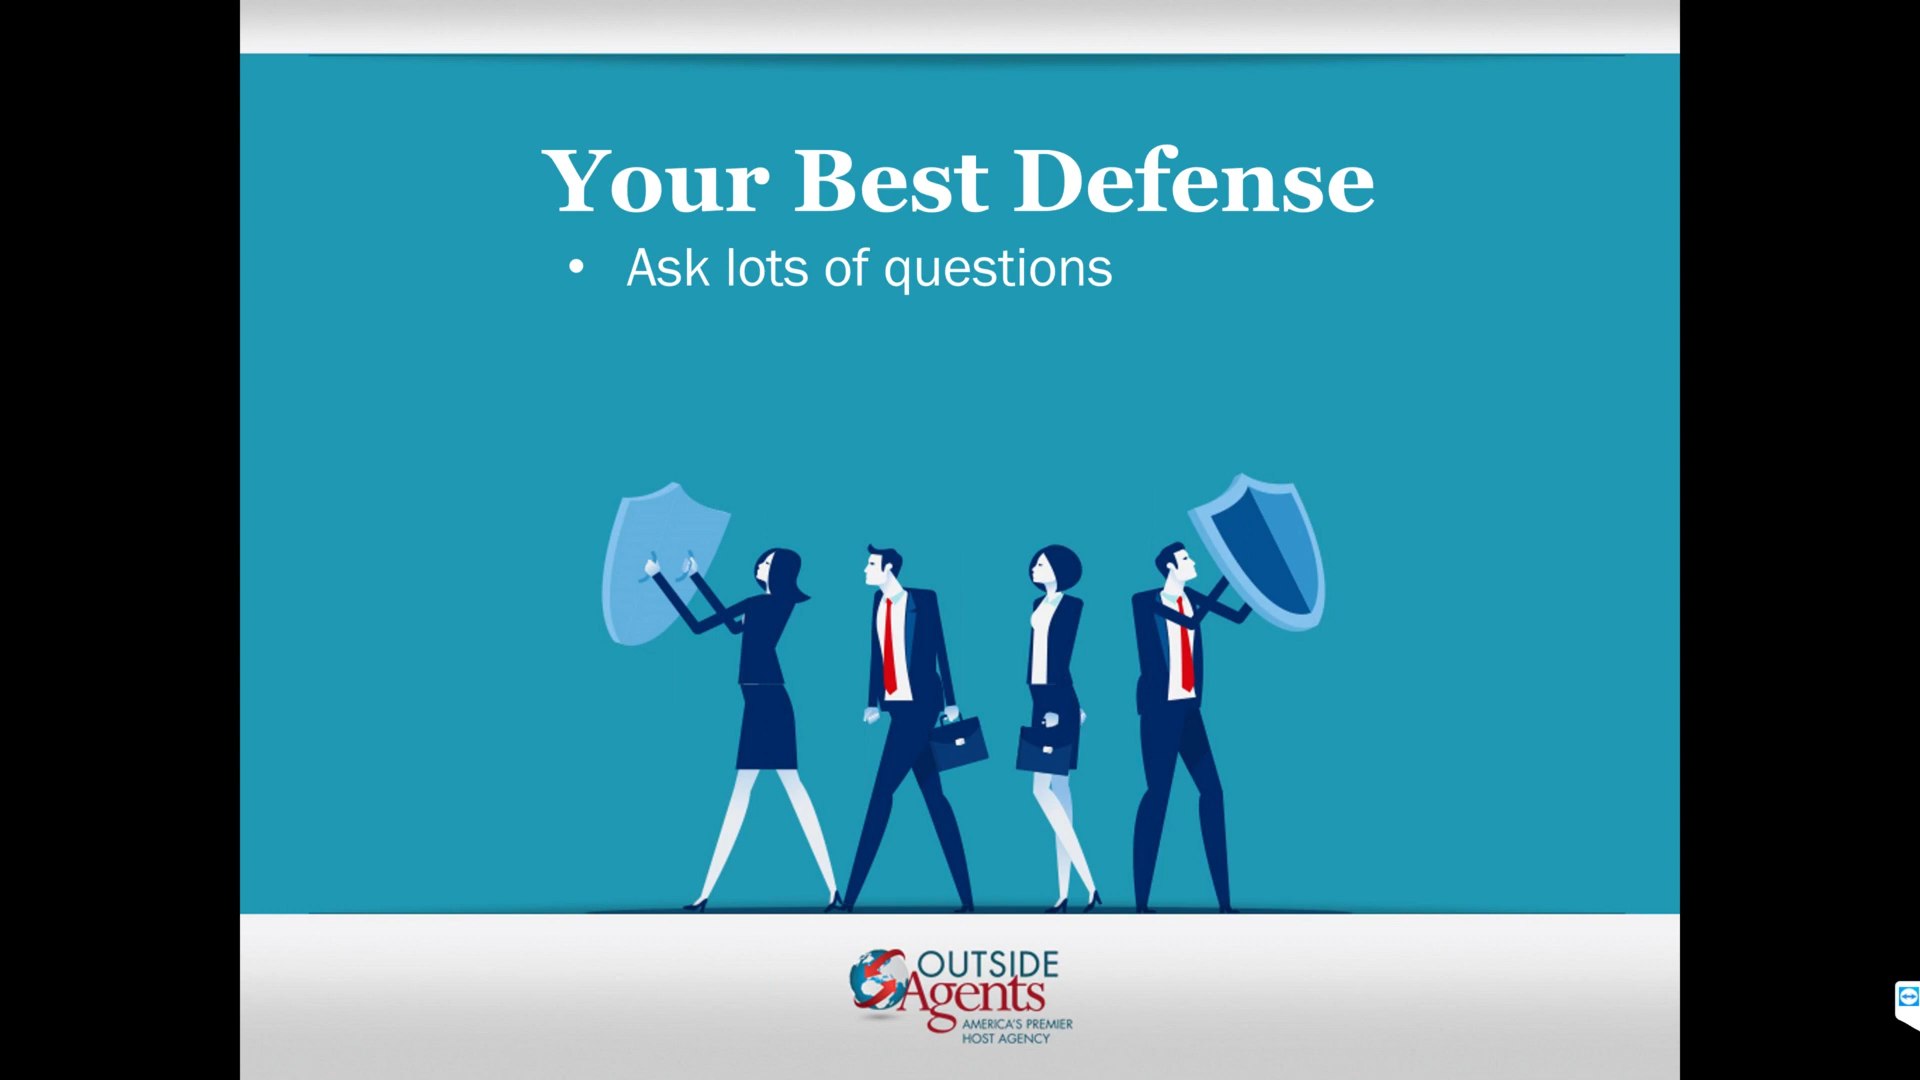 Your Best Defense
• Ask lots of questions
OUTSIDE
Agents
AMERICA'S PREMIER
HOST AGENCY